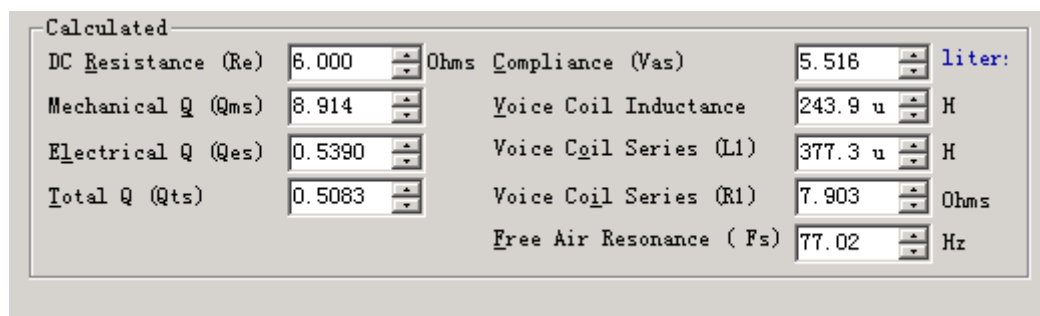 Calculated
DC Resistance (Re) 6.000 Ohms Compliance (Vas) 5.516 liter:
Mechanical Q (Qms) 8.914 Voice Coil Inductance 243.9 u H
Electrical Q (Qes) 0.5390 Voice Coil Series (L1) 377.3 u H
Total Q (Qts) 0.5083 Voice Coil Series (R1) 7.903 Ohms
Free Air Resonance ( Fs) 77.02 Hz